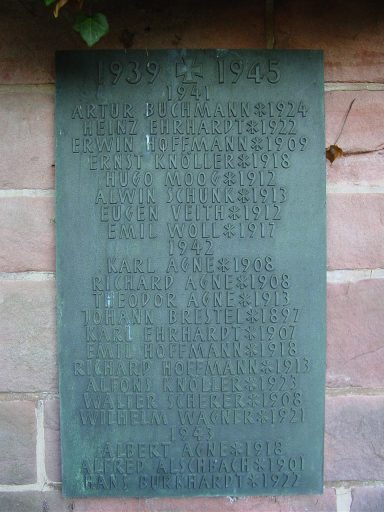 1939 ✠ 1945
1941
ARTUR BUCHMANN*1924
HEINZ EHRHARDT*1922
ERWIN HOFFMANN*1909
ERNST KNÖLLER*1918
HUGO MOOG*1912
ALWIN SCHUNK*1913
EUGEN VEITH*1912
EMIL WOLL*1917
1942
KARL AGNE*1908
RICHARD AGNE*1908
THEODOR AGNE*1913
JOHANN BRESTEL*1897
KARL EHRHARDT*1907
EMIL HOFFMANN*1918
RICHARD HOFFMANN*1913
ALFONS KNÖLLER*1923
WALTER SCHERER*1908
WILHELM WAGNER*1921
1943
ALBERT AGNE*1918
ALFRED ALSCHBACH*1901
HANS BURKHARDT*1922